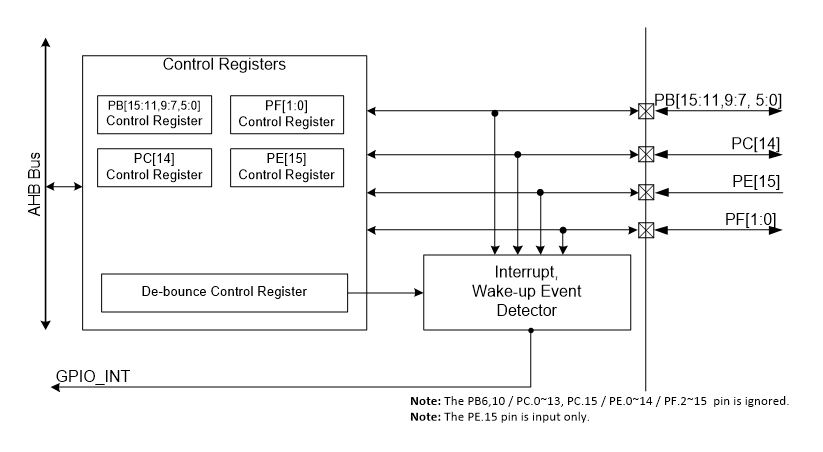 AHB Bus
Control Registers
PB[15:11,9:7,5:0]
Control Register
PF[1:0]
Control Register
PC[14]
Control Register
PE[15]
Control Register
De-bounce Control Register
Interrupt,
Wake-up Event
Detector
PB[15:11,9:7, 5:0]
PC[14]
PE[15]
PF[1:0]
GPIO_INT
Note: The PB6,10 / PC.0~13, PC.15 / PE.0~14 / PF.2~15 pin is ignored.
Note: The PE.15 pin is input only.